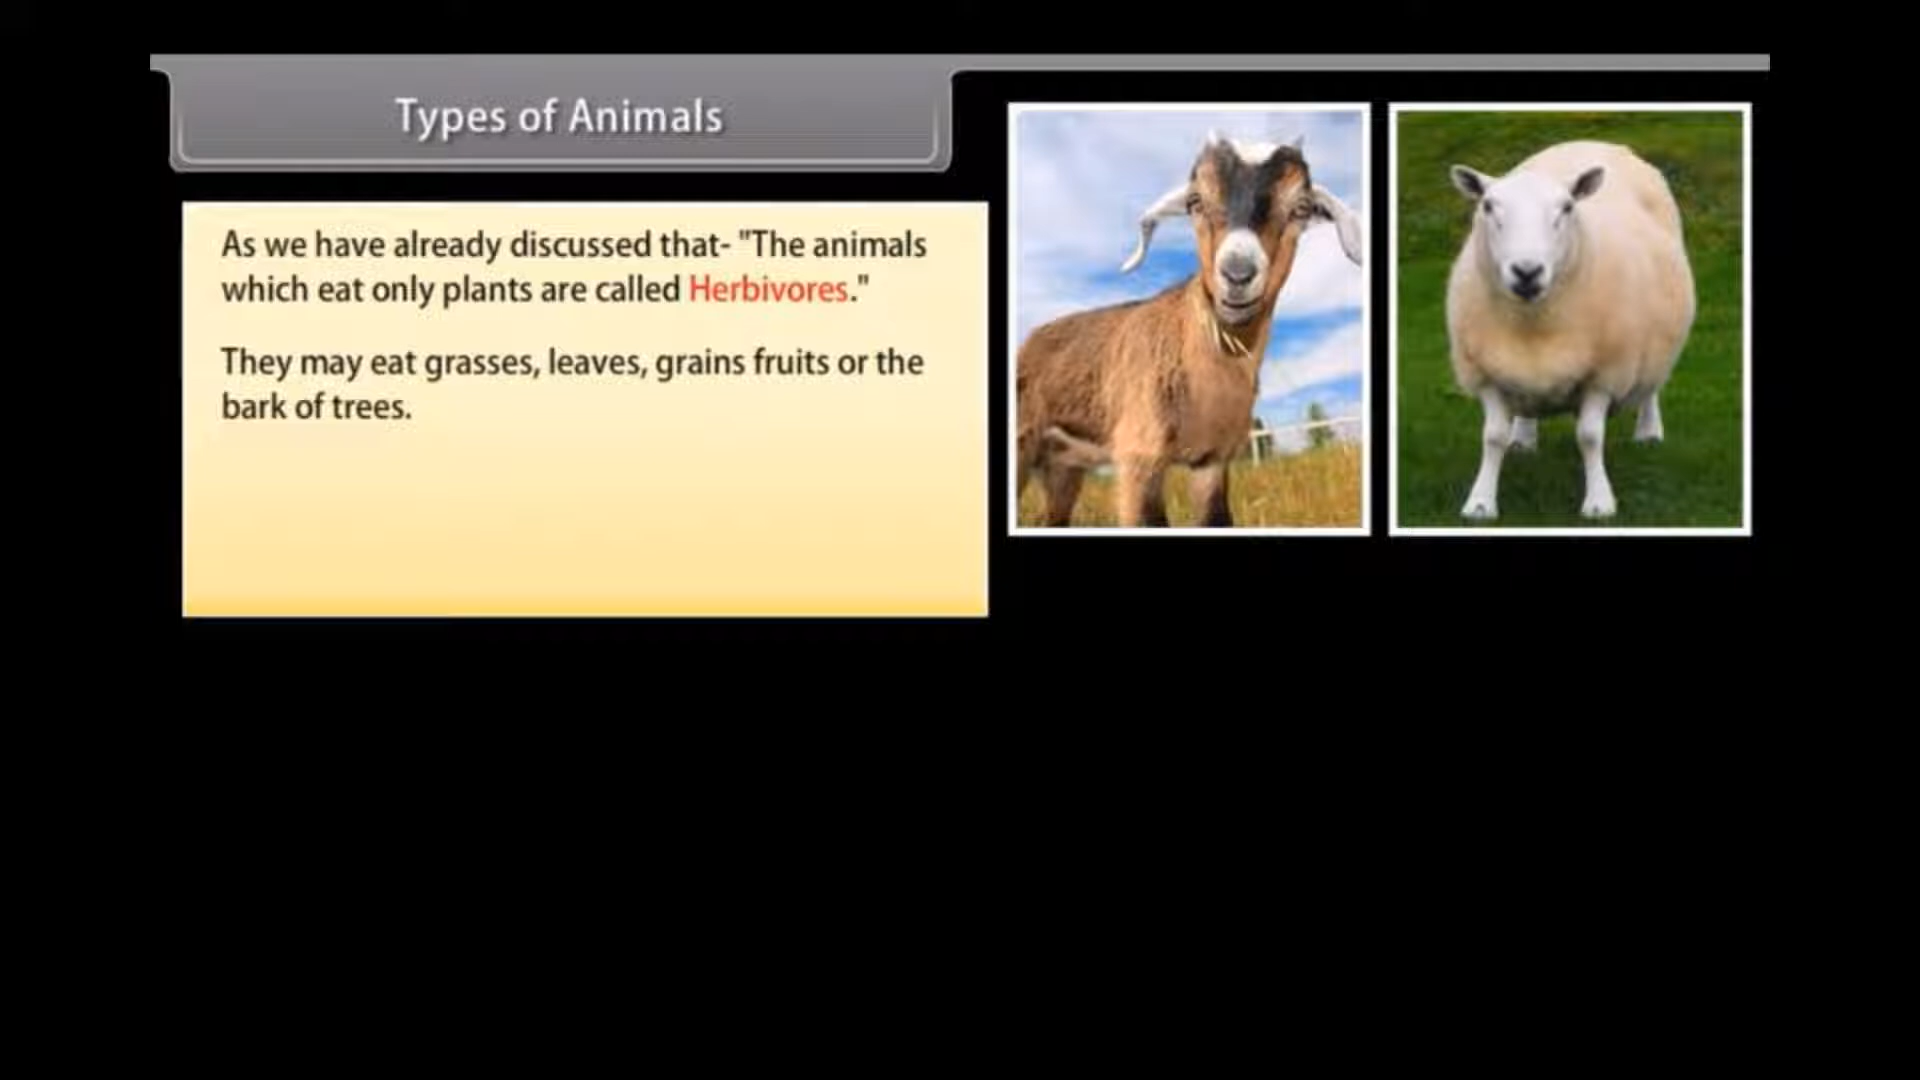 Types of Animals
As we have already discussed that- "The animals
which eat only plants are called Herbivores."
They may eat grasses, leaves, grains fruits or the
bark of trees.